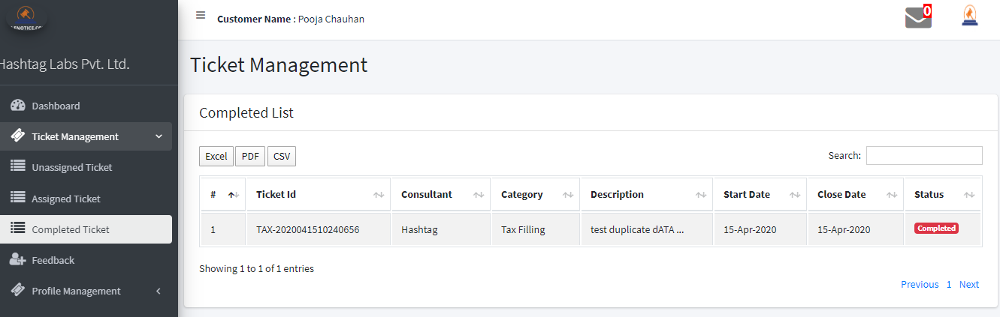 ENOTICE.CO
0
Customer Name : Pooja Chauhan
Hashtag Labs Pvt. Ltd.
Dashboard
Ticket Management
Unassigned Ticket
Assigned Ticket
Completed Ticket
Feedback
Profile Management
Ticket Management
Completed List
Excel PDF CSV
Search:
# Ticket Id Consultant Category Description Start Date Close Date Status
1 TAX-2020041510240656 Hashtag Tax Filling test duplicate dATA ... 15-Apr-2020 15-Apr-2020 Completed
Showing 1 to 1 of 1 entries
Previous 1 Next